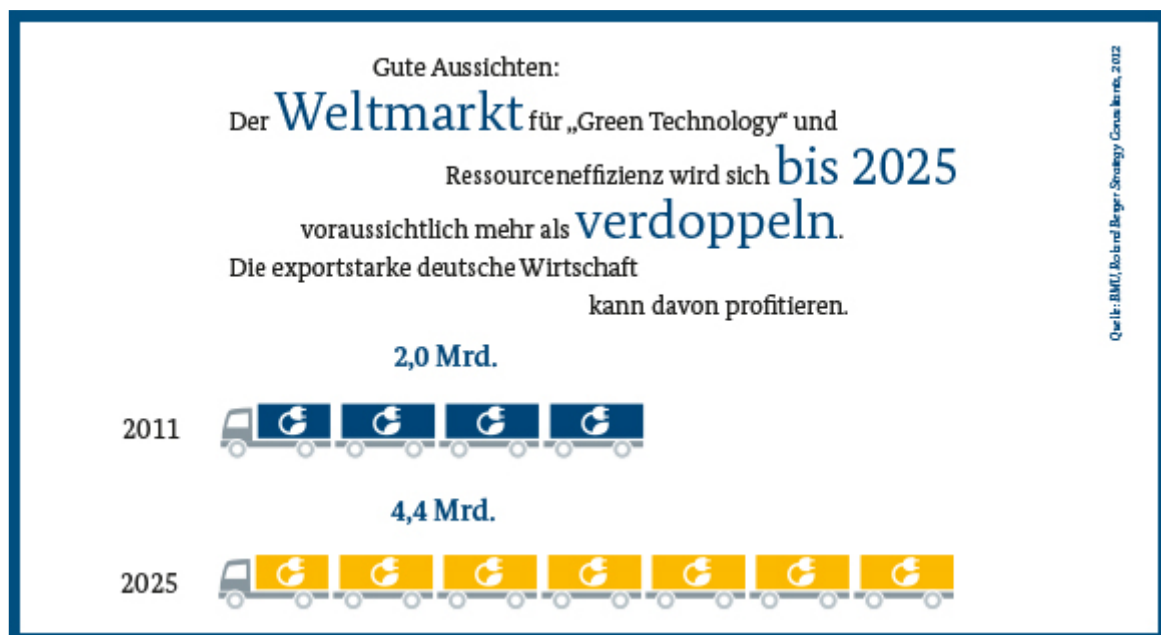 Gute Aussichten:
Der Weltmarkt für „Green Technology“ und
Ressourceneffizienz wird sich bis 2025
voraussichtlich mehr als verdoppeln.
Die exportstarke deutsche Wirtschaft
kann davon profitieren.
2,0 Mrd.
2011
4,4 Mrd.
2025
Quelle: BMU, Roland Berger Strategy Consultants, 2012